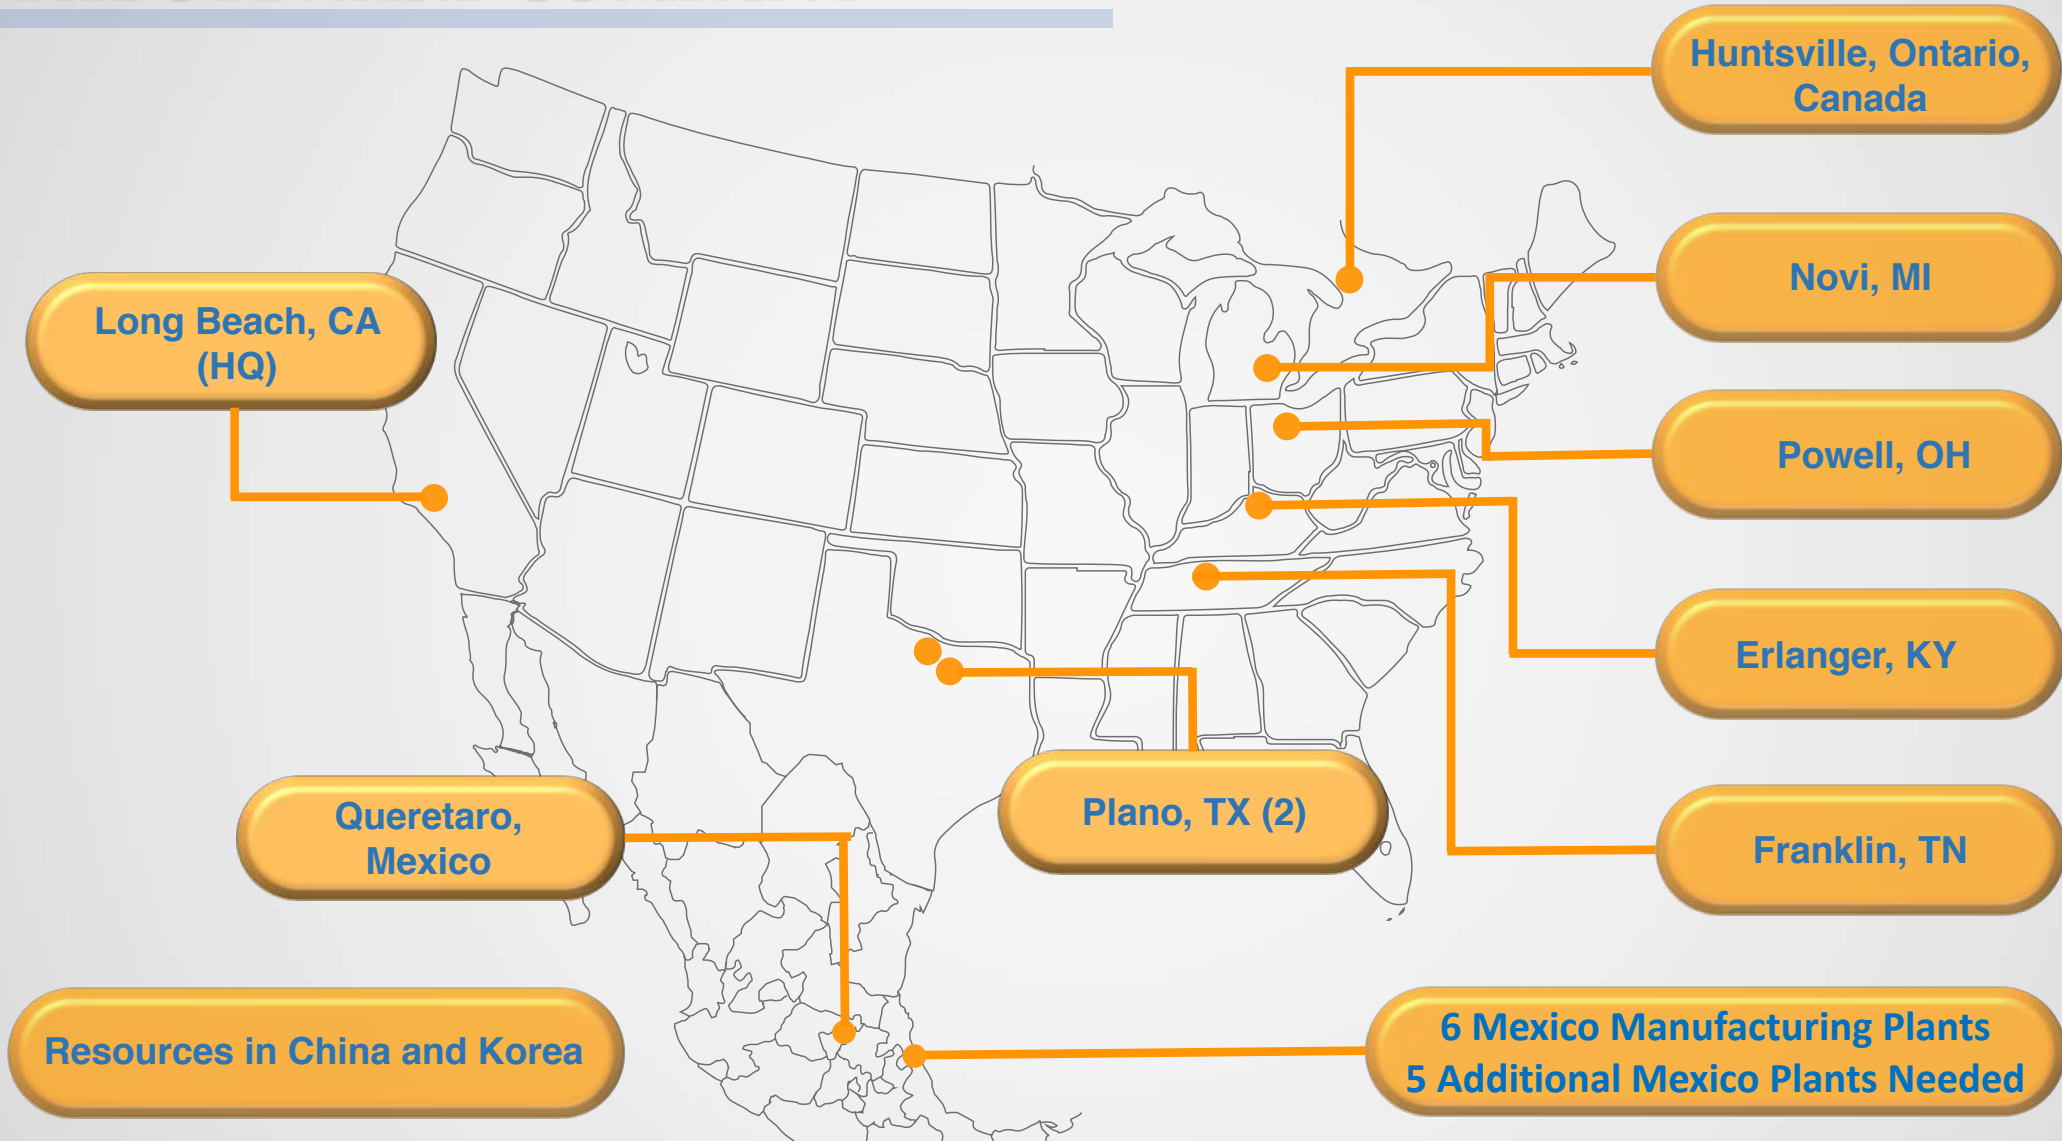 Huntsville, Ontario,
Canada
Novi, MI
Long Beach, CA
(HQ)
Powell, OH
Erlanger, KY
Queretaro,
Mexico
Plano, TX (2)
Franklin, TN
Resources in China and Korea
6 Mexico Manufacturing Plants
5 Additional Mexico Plants Needed